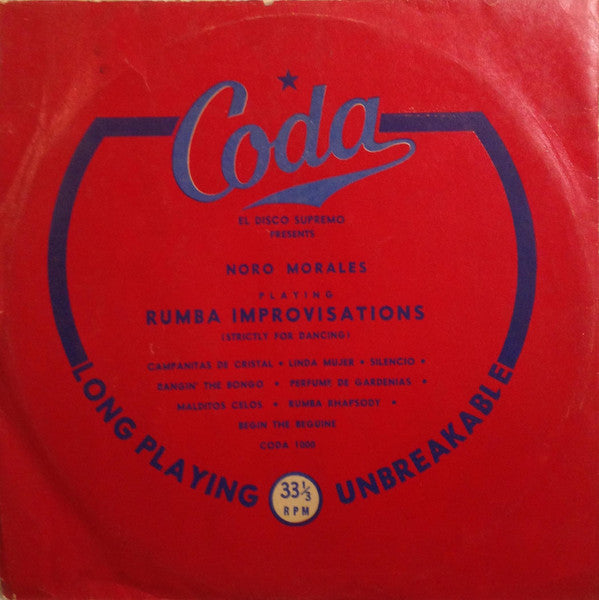 Coda
EL DISCO SUPREMO
PRESENTS
NORO MORALES
PLAYING
RUMBA IMPROVISATIONS
(STRICTLY FOR DANCING)
CAMPANITAS DE CRISTAL • LINDA MUJER • SILENCIO •
BANGIN' THE BONGO • PERFUME DE GARDENIAS •
MALDITOS CELOS • RUMBA RHAPSODY •
BEGIN THE BEGUINE
CODA 1000
LONG PLAYING
33 1/3
RPM
UNBREAKABLE